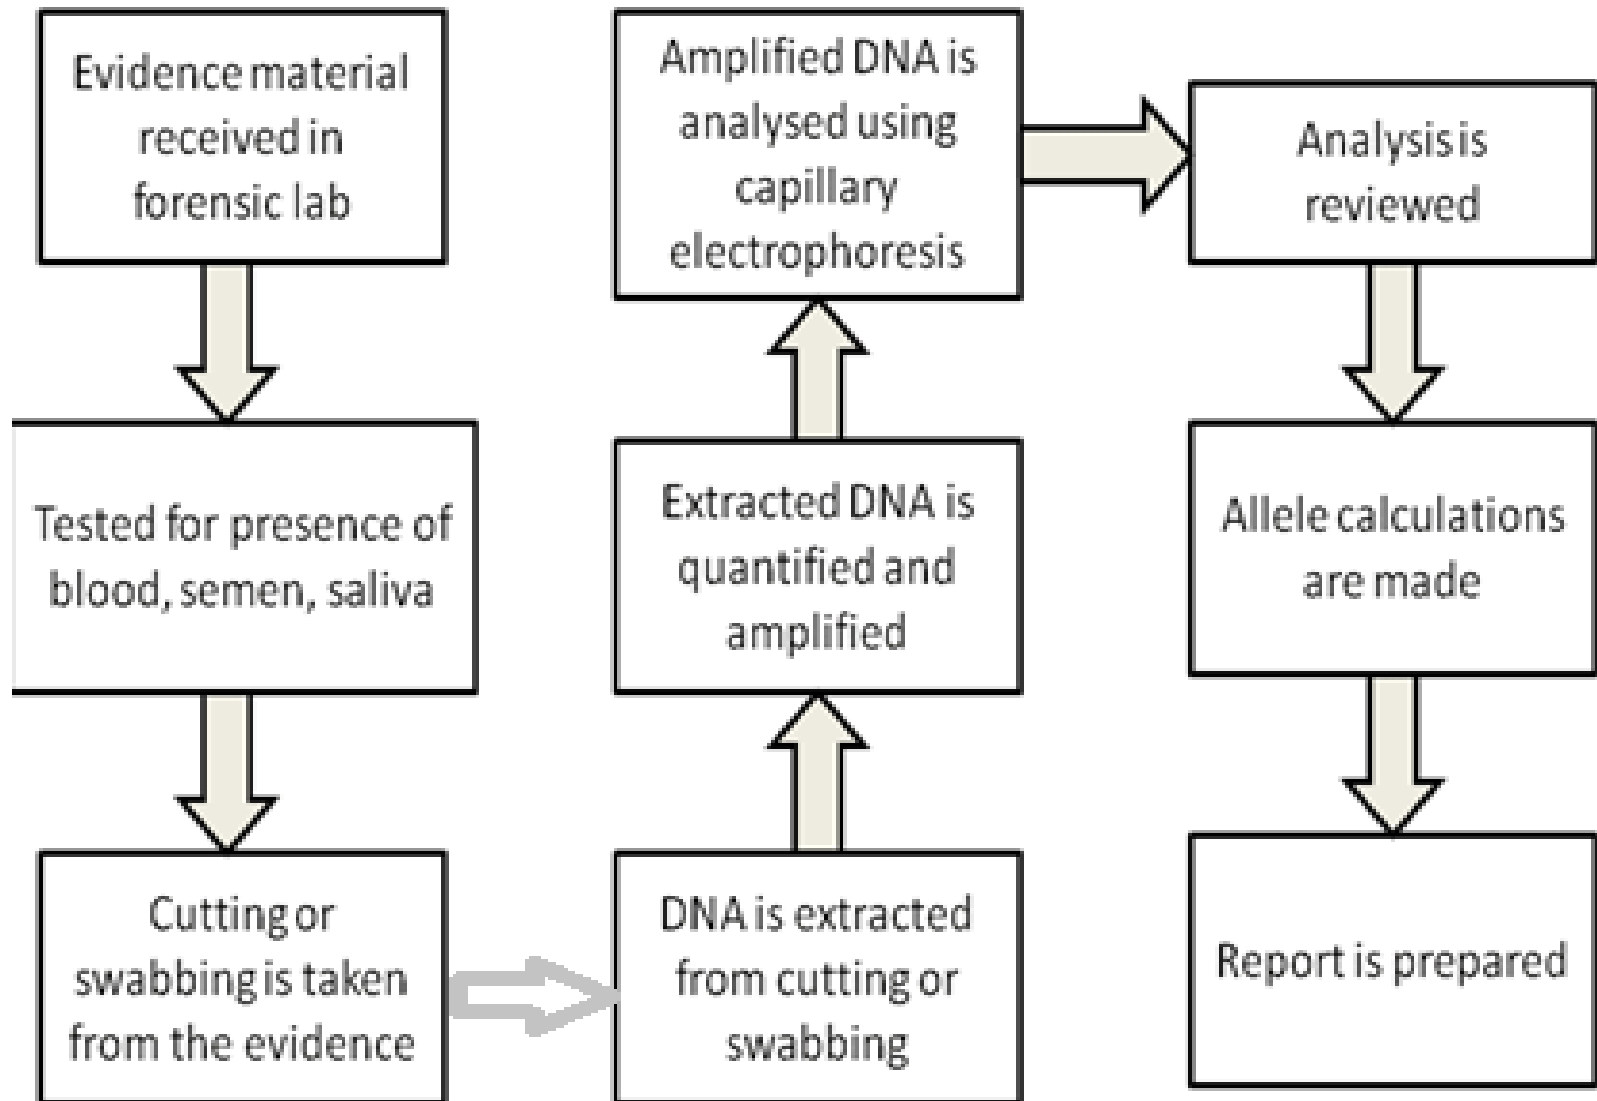 Evidence material
received in
forensic lab
Tested for presence of
blood, semen, saliva
Cutting or
swabbing is taken
from the evidence
DNA is extracted
from cutting or
swabbing
Extracted DNA is
quantified and
amplified
Amplified DNA is
analysed using
capillary
electrophoresis
Analysis is
reviewed
Allele calculations
are made
Report is prepared